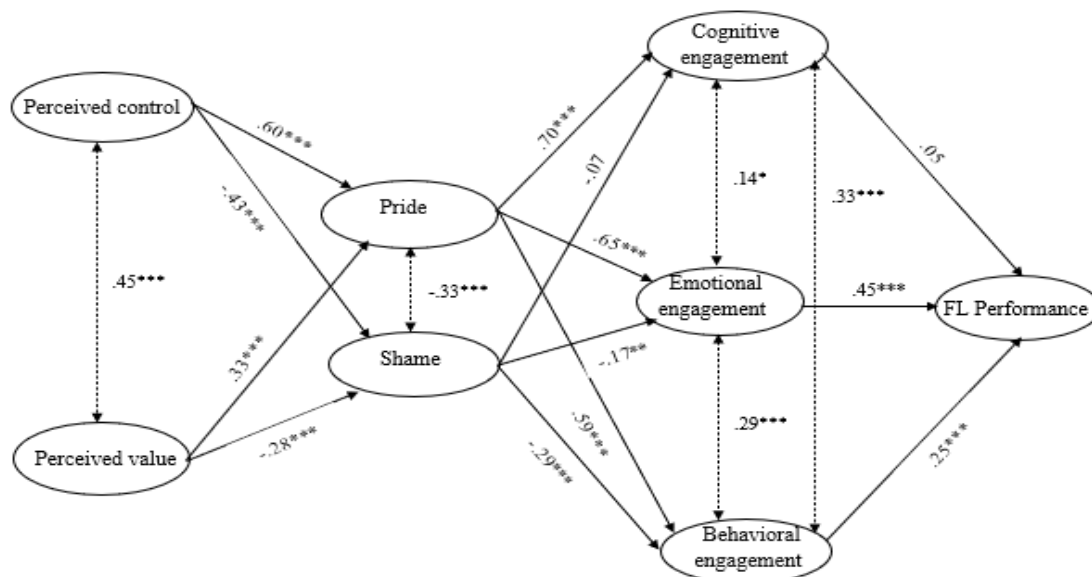 Cognitive
engagement
Perceived control
.60***
.70***
-.07
.05
-.43***
Pride
.14*
.33***
.65***
.45***
-.33***
Emotional
engagement
.45***
FL Performance
.33***
Shame
-.17**
-.28***
.59***
-.29***
.29***
.25***
Perceived value
Behavioral
engagement